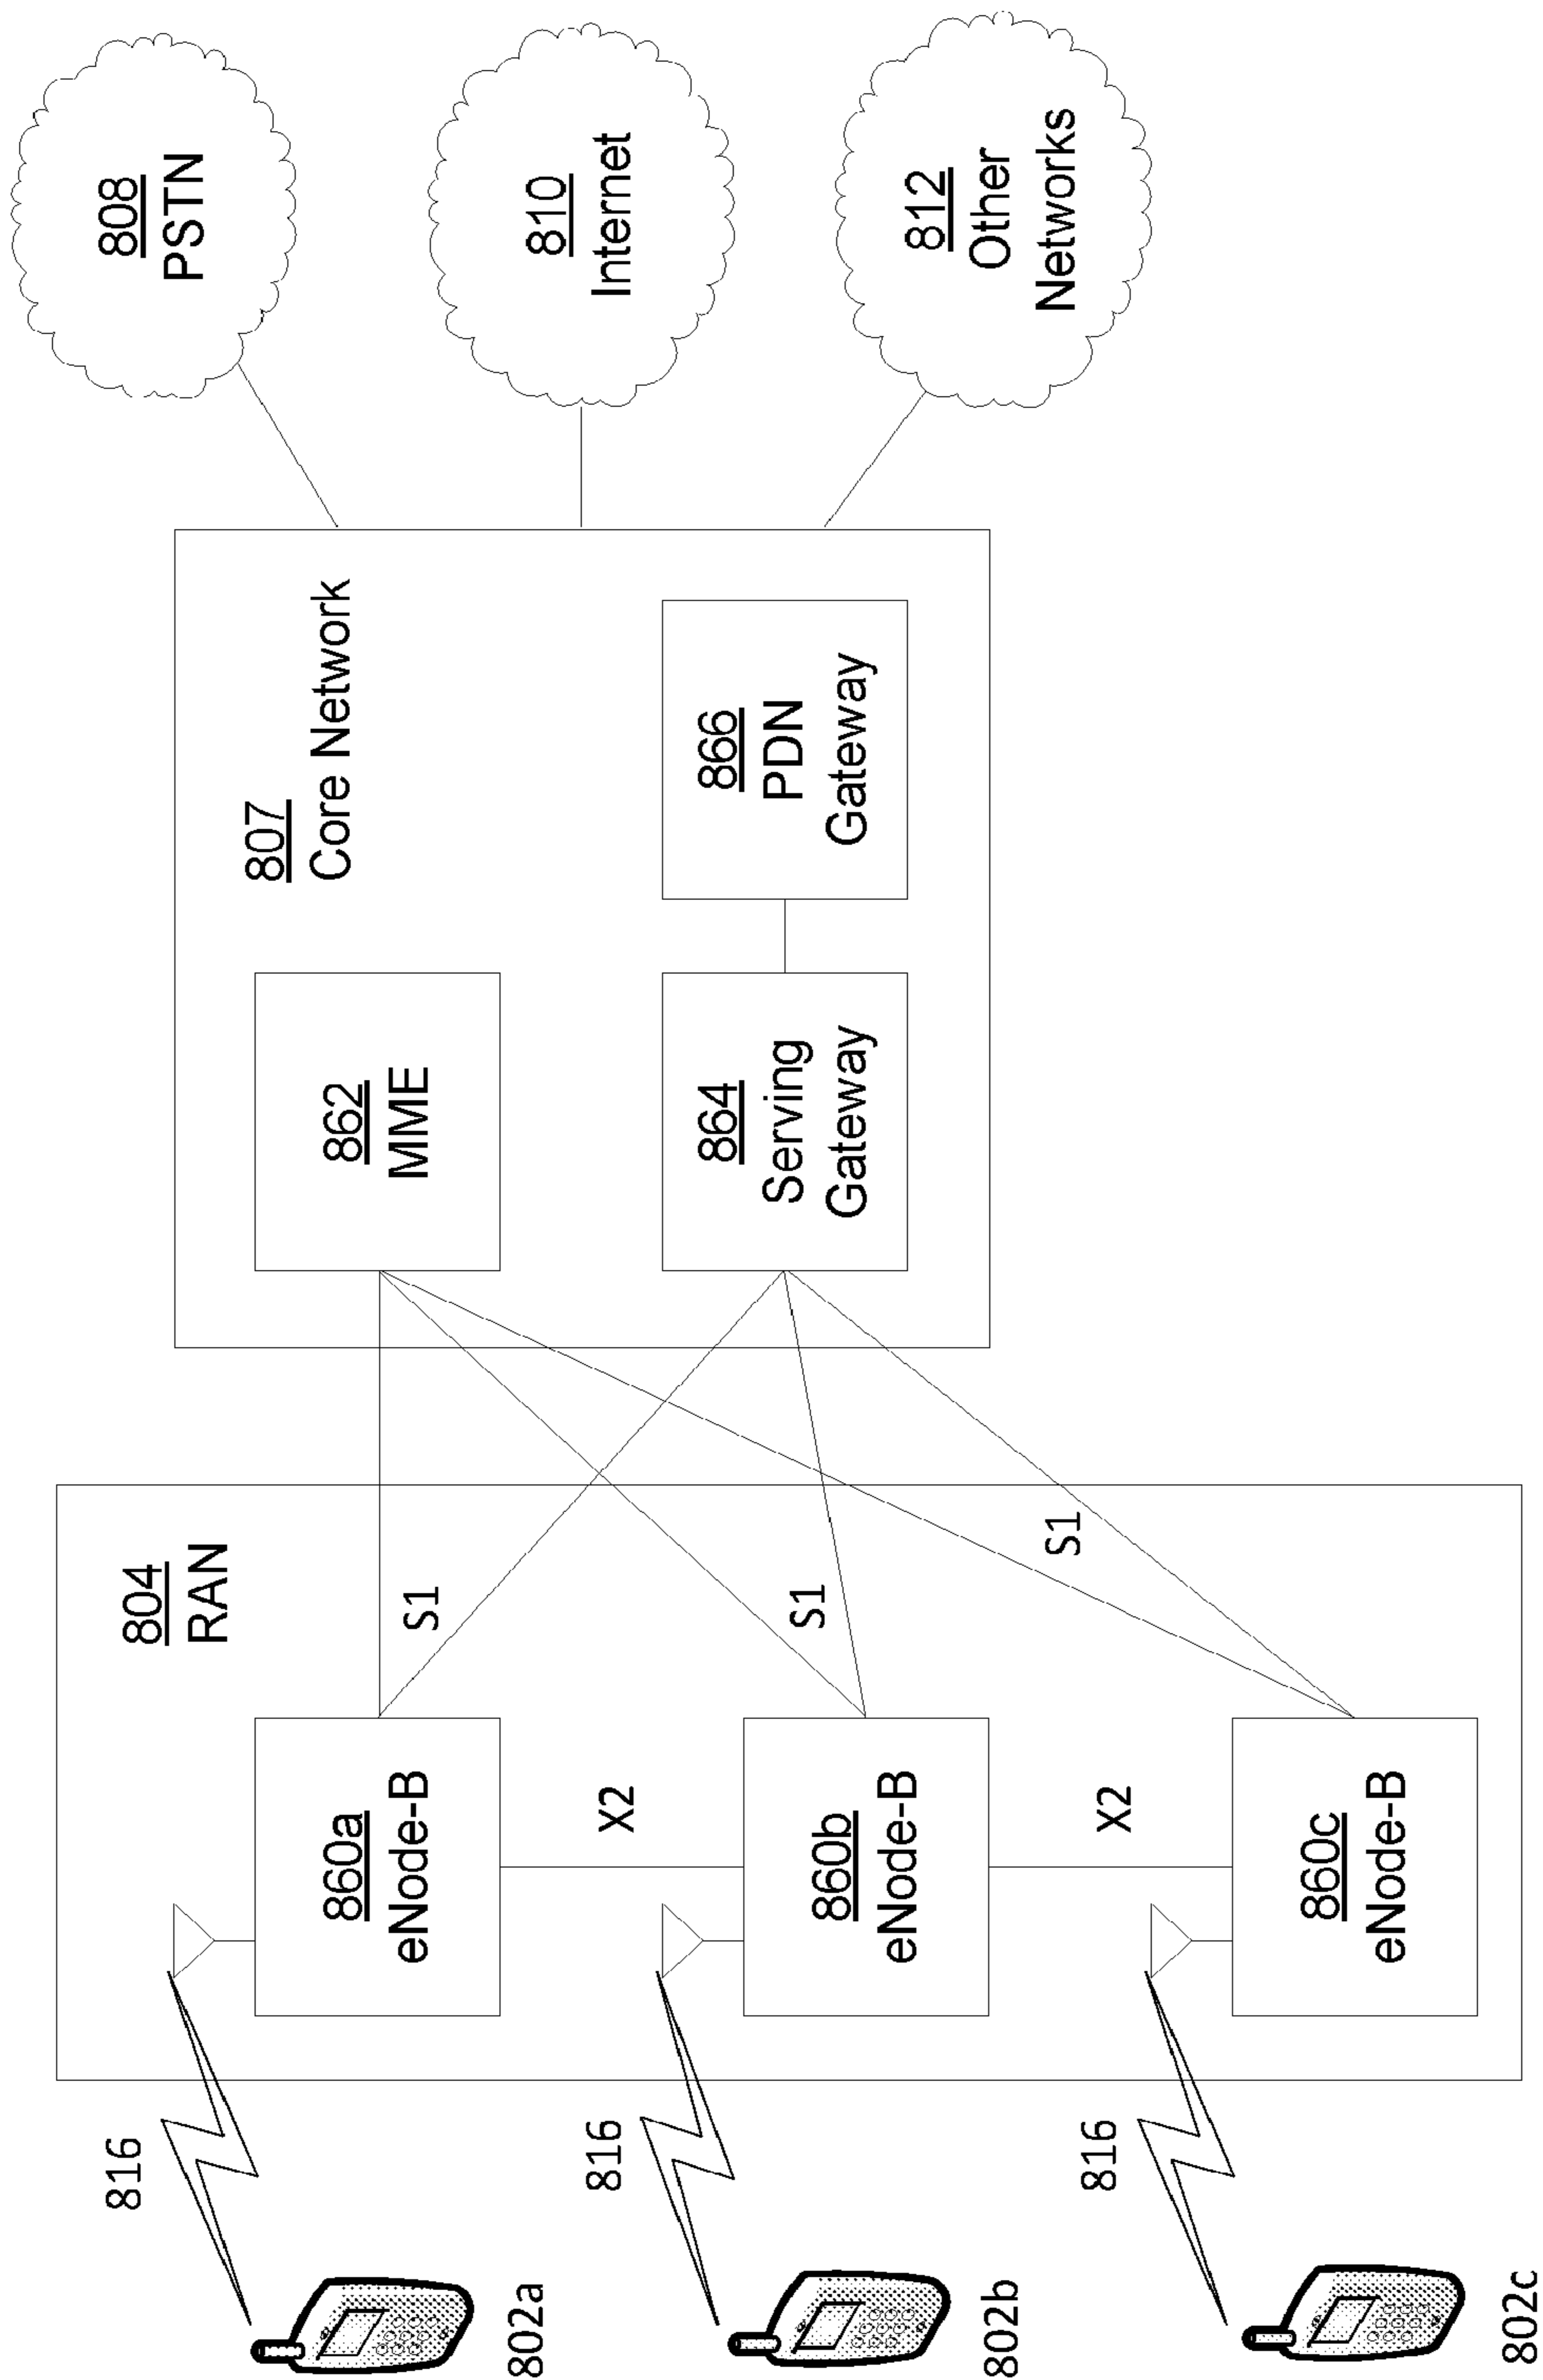 802a
802b
802c
816
816
816
804
RAN
860a
eNode-B
X2
860b
eNode-B
X2
860c
eNode-B
S1
S1
S1
807
Core Network
862
MME
864
Serving
Gateway
866
PDN
Gateway
808
PSTN
810
Internet
812
Other
Networks